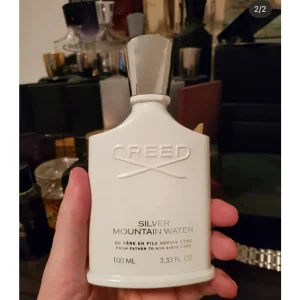 2/2
CREED
SILVER
MOUNTAIN WATER
DE PÈRE EN FILS DEPUIS 1760
FROM FATHER TO SON SINCE 1760
100 ML 3.33 FL. OZ